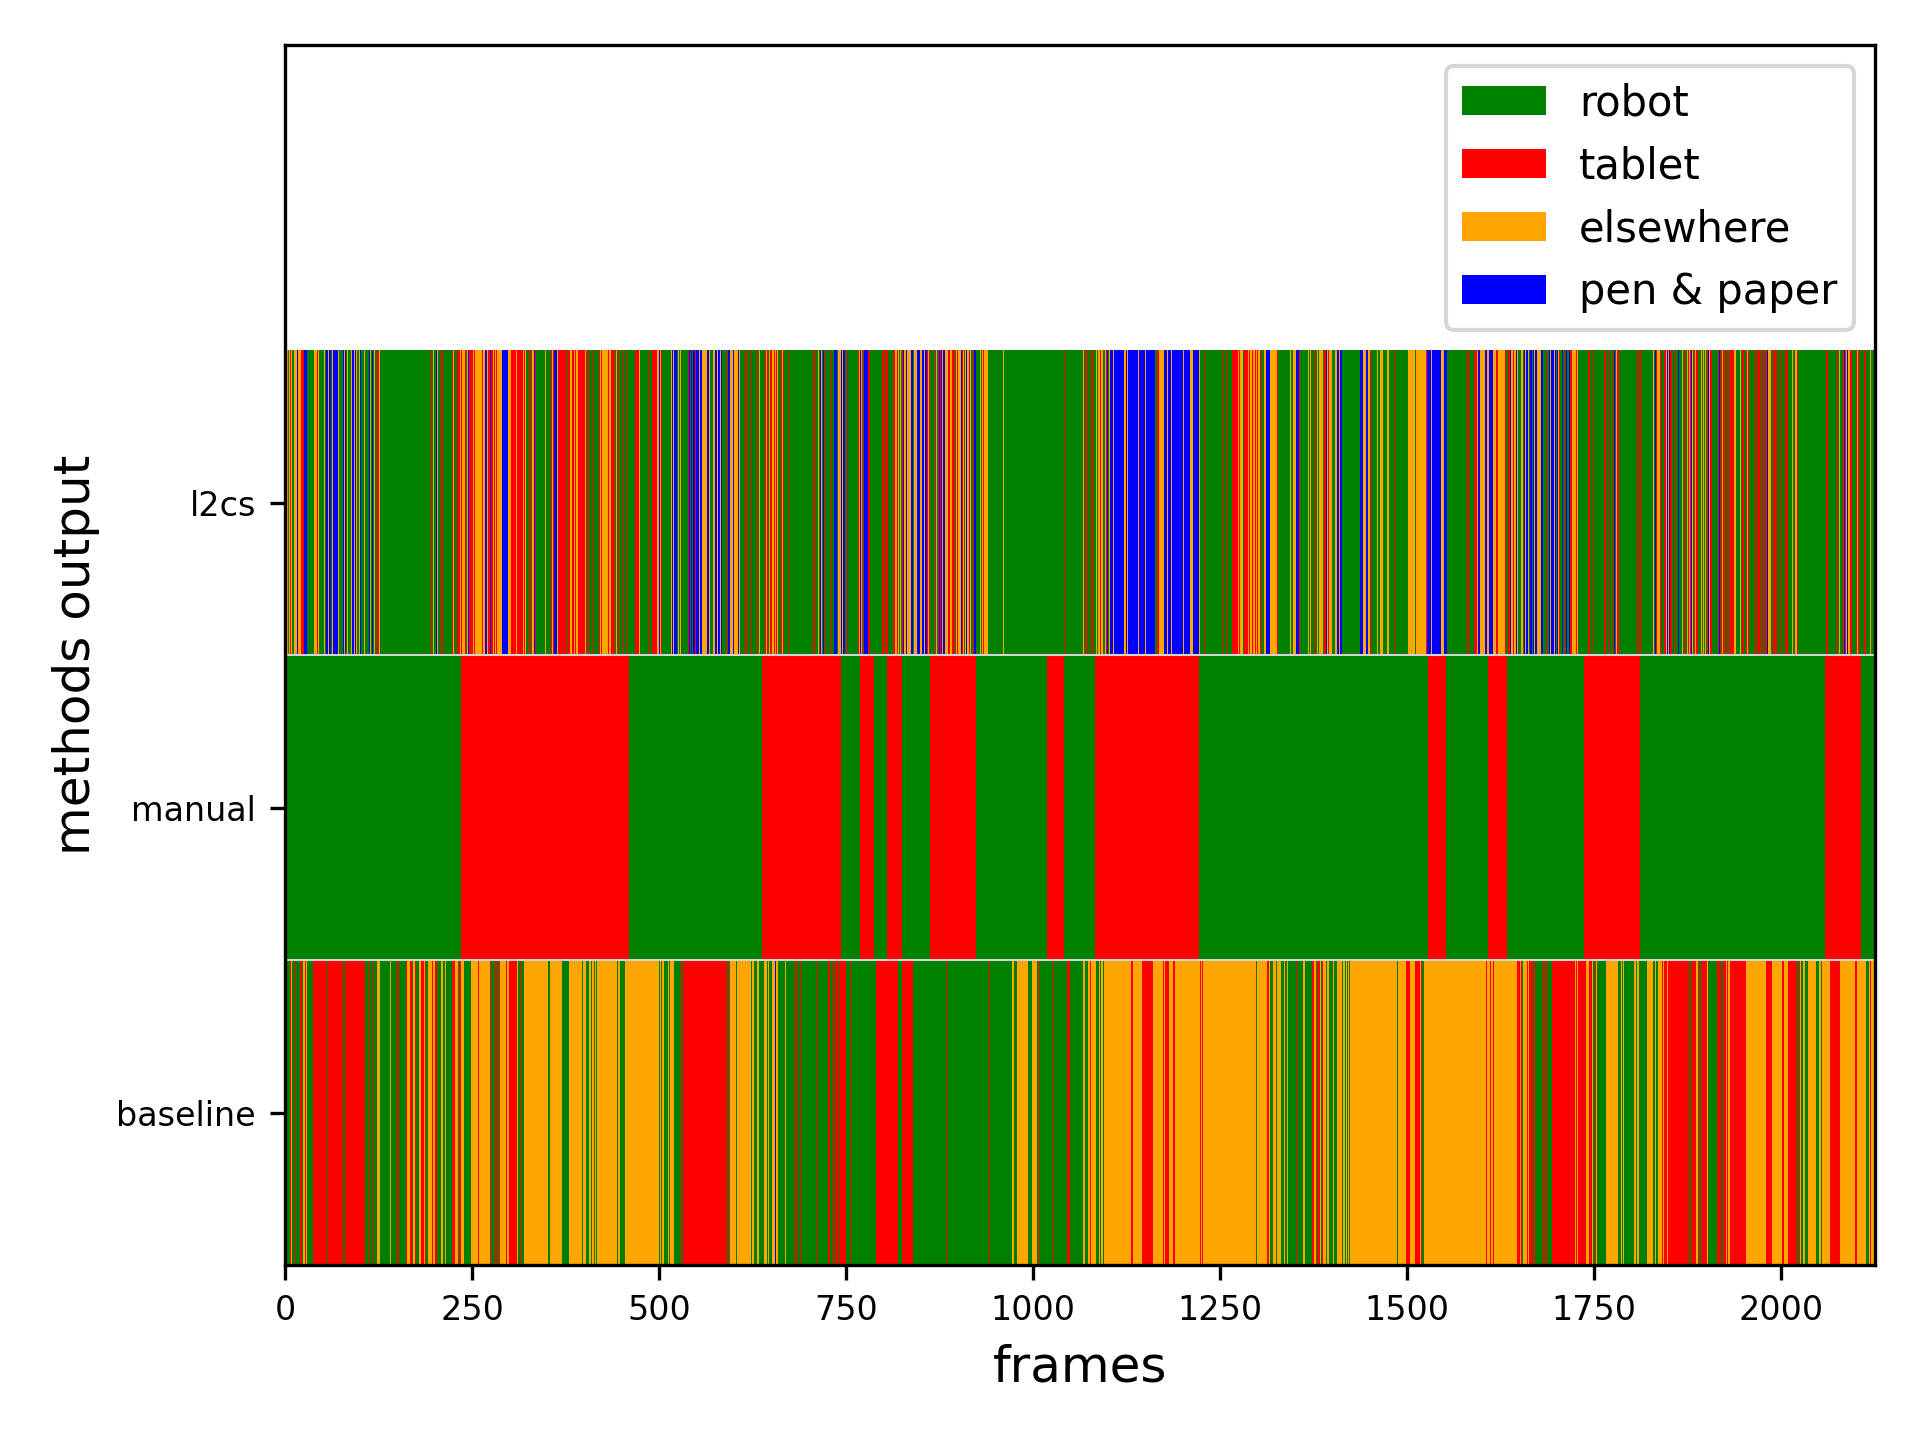 robot
tablet
elsewhere
pen & paper
methods output
l2cs
manual
baseline
0 250 500 750 1000 1250 1500 1750 2000
frames